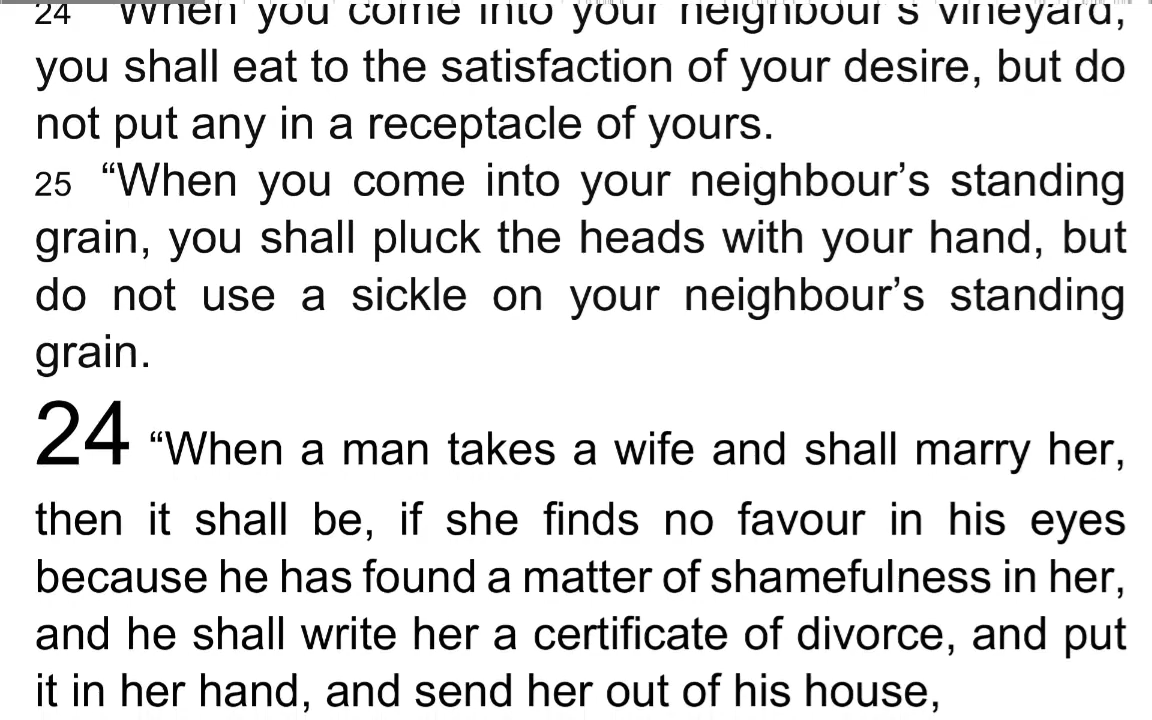 24 “When you come into your neighbour’s vineyard,
you shall eat to the satisfaction of your desire, but do
not put any in a receptacle of yours.
25 “When you come into your neighbour’s standing
grain, you shall pluck the heads with your hand, but
do not use a sickle on your neighbour’s standing
grain.
24 “When a man takes a wife and shall marry her,
then it shall be, if she finds no favour in his eyes
because he has found a matter of shamefulness in her,
and he shall write her a certificate of divorce, and put
it in her hand, and send her out of his house,